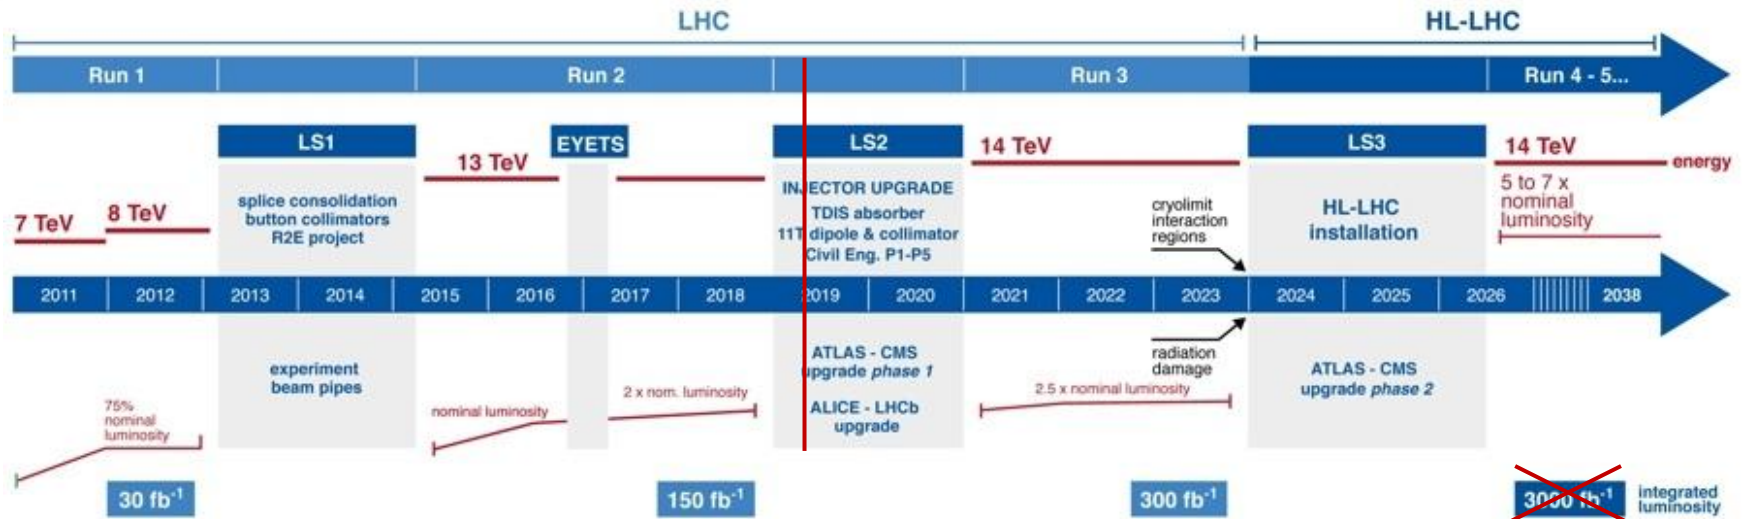 LHC
HL-LHC
Run 1
Run 2
Run 3
Run 4 - 5...
LS1
EYETS
LS2
LS3
13 TeV
14 TeV
14 TeV
energy
7 TeV
8 TeV
splice consolidation
button collimators
R2E project
INJECTOR UPGRADE
TDIS absorber
11T dipole & collimator
Civil Eng. P1-P5
cryolimit
interaction
regions
HL-LHC
installation
5 to 7 x
nominal
luminosity
2011 2012 2013 2014 2015 2016 2017 2018 2019 2020 2021 2022 2023 2024 2025 2026 2038
experiment
beam pipes
ATLAS - CMS
upgrade phase 1
ALICE - LHCb
upgrade
radiation
damage
ATLAS - CMS
upgrade phase 2
75%
nominal
luminosity
nominal luminosity
2 x nom. luminosity
2.5 x nominal luminosity
30 fb⁻¹
150 fb⁻¹
300 fb⁻¹
3000 fb⁻¹
integrated
luminosity